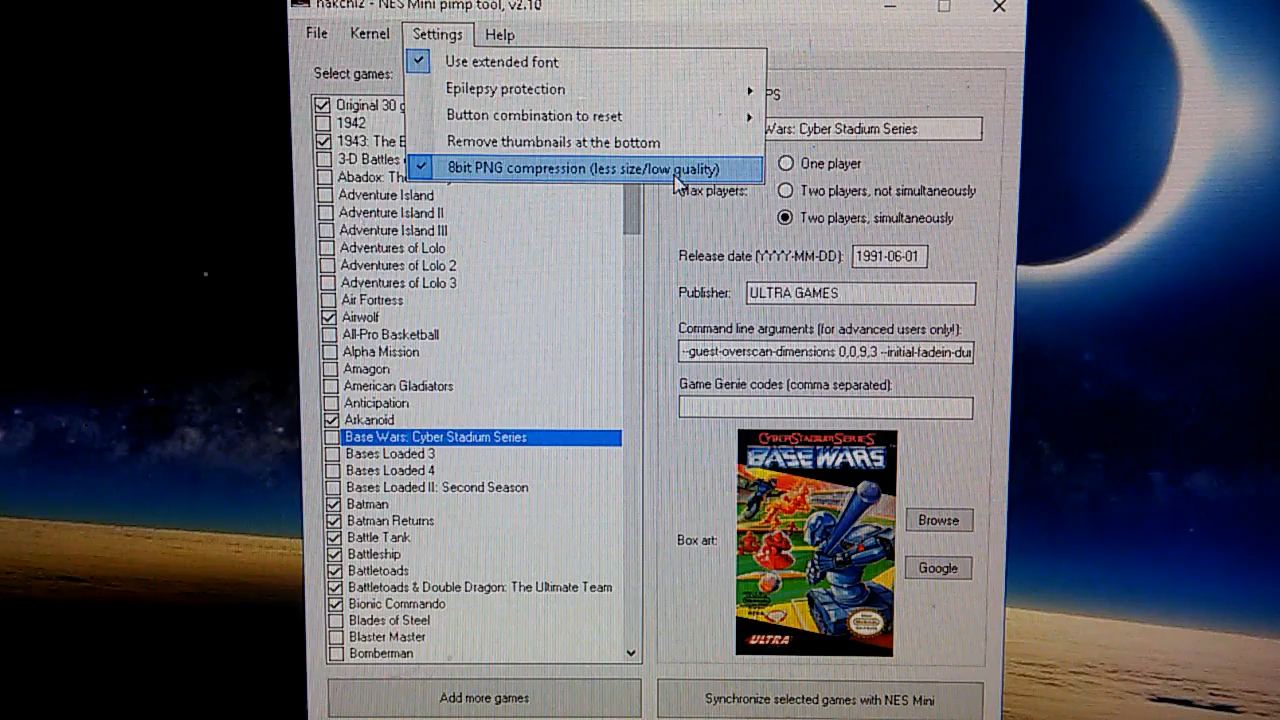 hakchi2 - NES Mini pimp tool, v2.10
File Kernel Settings Help
Use extended font
Epilepsy protection
Button combination to reset
Remove thumbnails at the bottom
8bit PNG compression (less size/low quality)
Select games:
Original 30 g
1942
1943: The B
3-D Battles
Abadox: The
Adventure Island
Adventure Island II
Adventure Island III
Adventures of Lolo
Adventures of Lolo 2
Adventures of Lolo 3
Air Fortress
Airwolf
All-Pro Basketball
Alpha Mission
Amagon
American Gladiators
Anticipation
Arkanoid
Base Wars: Cyber Stadium Series
Bases Loaded 3
Bases Loaded 4
Bases Loaded II: Second Season
Batman
Batman Returns
Battle Tank
Battleship
Battletoads
Battletoads & Double Dragon: The Ultimate Team
Bionic Commando
Blades of Steel
Blaster Master
Bomberman
Add more games
PS
Wars: Cyber Stadium Series
Max players:
One player
Two players, not simultaneously
Two players, simultaneously
Release date (YYYY-MM-DD): 1991-06-01
Publisher: ULTRA GAMES
Command line arguments (for advanced users only!):
--guest-overscan-dimensions 0,0,9,3 --initial-fadein-dur
Game Genie codes (comma separated):
Box art:
CYBER STADIUM SERIES
BASE WARS
ULTRA
Browse
Google
Synchronize selected games with NES Mini